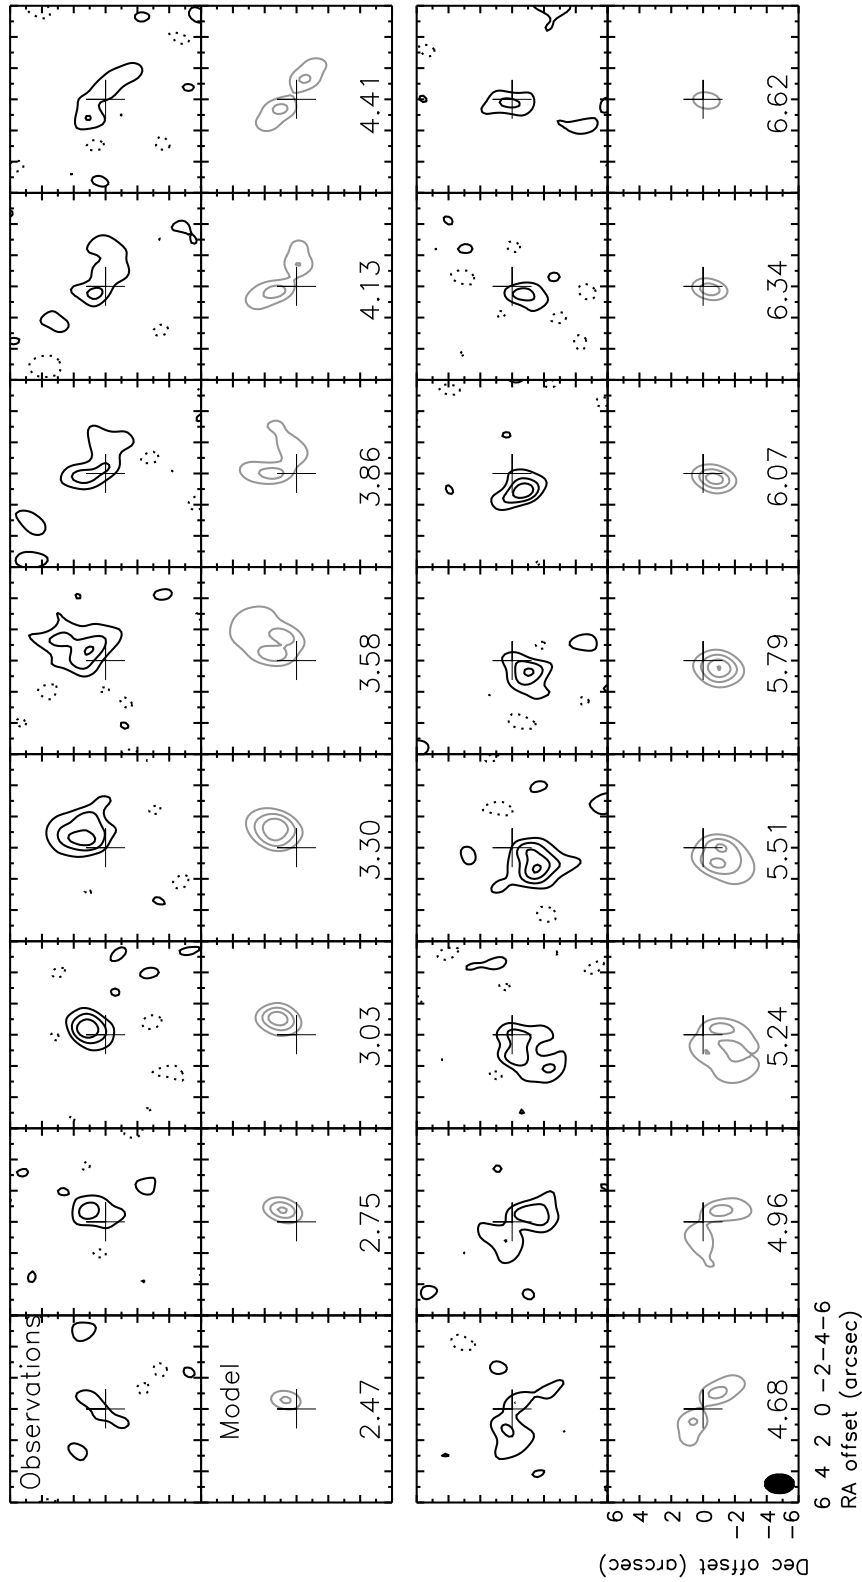 Observations
Model
2.47 2.75 3.03 3.30 3.58 3.86 4.13 4.41
4.68 4.96 5.24 5.51 5.79 6.07 6.34 6.62
6
4
2
0
−2
−4
−6
Dec offset (arcsec)
6 4 2 0 −2−4−6
RA offset (arcsec)